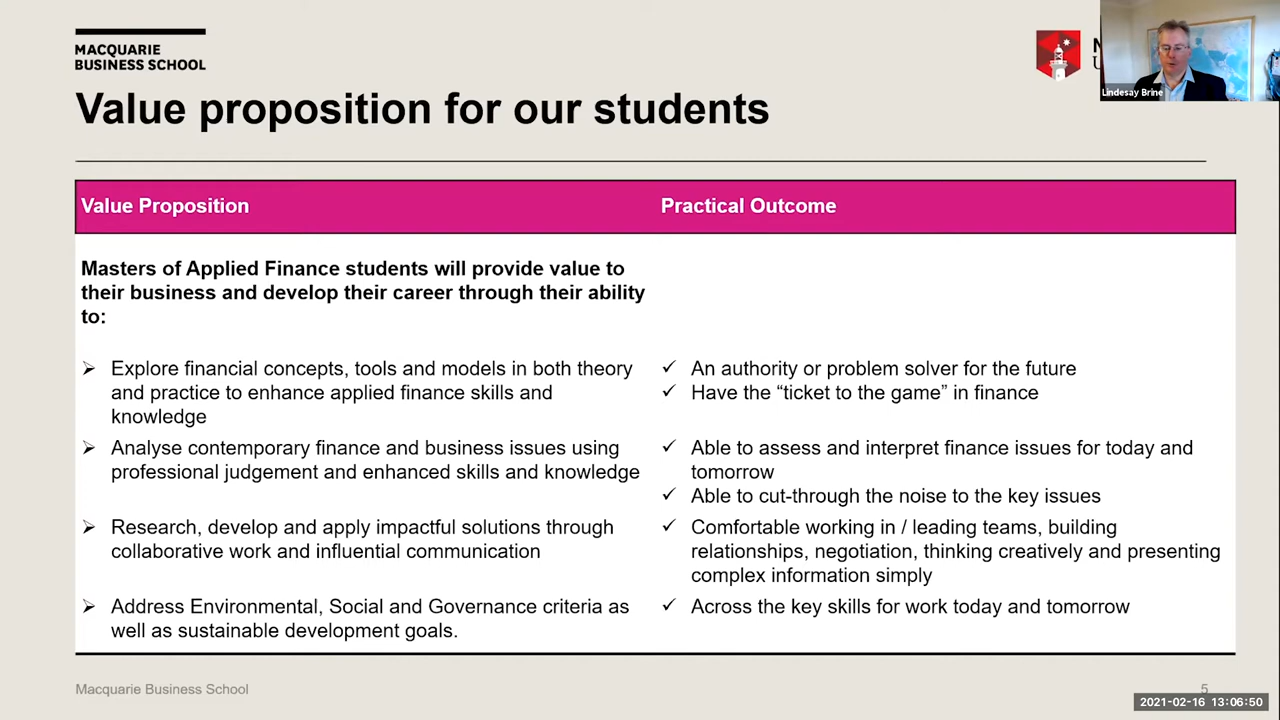 MACQUARIE
BUSINESS SCHOOL
Lindesay Brine
Value proposition for our students
Value Proposition
Practical Outcome
Masters of Applied Finance students will provide value to
their business and develop their career through their ability
to:
➢ Explore financial concepts, tools and models in both theory
and practice to enhance applied finance skills and
knowledge
✓ An authority or problem solver for the future
✓ Have the “ticket to the game” in finance
➢ Analyse contemporary finance and business issues using
professional judgement and enhanced skills and knowledge
✓ Able to assess and interpret finance issues for today and
tomorrow
✓ Able to cut-through the noise to the key issues
➢ Research, develop and apply impactful solutions through
collaborative work and influential communication
✓ Comfortable working in / leading teams, building
relationships, negotiation, thinking creatively and presenting
complex information simply
➢ Address Environmental, Social and Governance criteria as
well as sustainable development goals.
✓ Across the key skills for work today and tomorrow
Macquarie Business School
5
2021-02-16 13:06:50